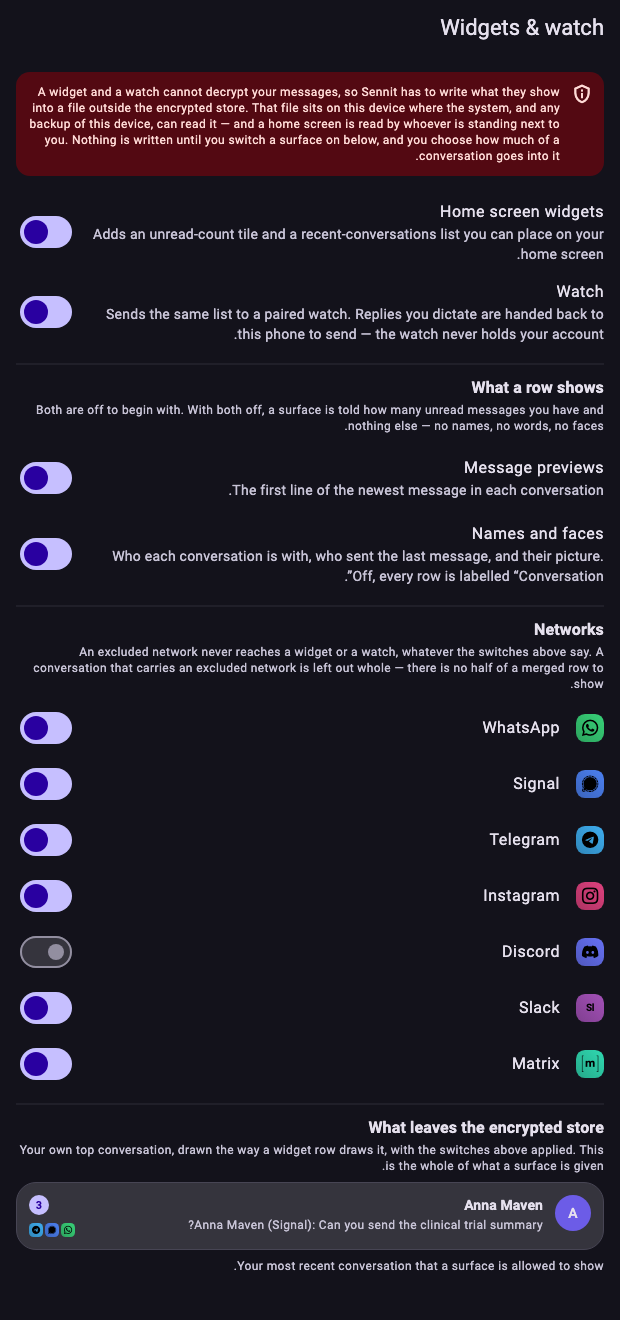 Widgets & watch
A widget and a watch cannot decrypt your messages, so Sennit has to write what they show
into a file outside the encrypted store. That file sits on this device where the system, and any
backup of this device, can read it — and a home screen is read by whoever is standing next to
you. Nothing is written until you switch a surface on below, and you choose how much of a
.conversation goes into it
Home screen widgets
Adds an unread-count tile and a recent-conversations list you can place on your
.home screen
Watch
Sends the same list to a paired watch. Replies you dictate are handed back to
.this phone to send — the watch never holds your account
What a row shows
Both are off to begin with. With both off, a surface is told how many unread messages you have and
.nothing else — no names, no words, no faces
Message previews
.The first line of the newest message in each conversation
Names and faces
Who each conversation is with, who sent the last message, and their picture.
.”Off, every row is labelled “Conversation
Networks
An excluded network never reaches a widget or a watch, whatever the switches above say. A
conversation that carries an excluded network is left out whole — there is no half of a merged row to
.show
WhatsApp
Signal
Telegram
Instagram
Discord
Slack Sl
Matrix [m]
What leaves the encrypted store
Your own top conversation, drawn the way a widget row draws it, with the switches above applied. This
.is the whole of what a surface is given
3 Anna Maven A
?Anna Maven (Signal): Can you send the clinical trial summary
.Your most recent conversation that a surface is allowed to show